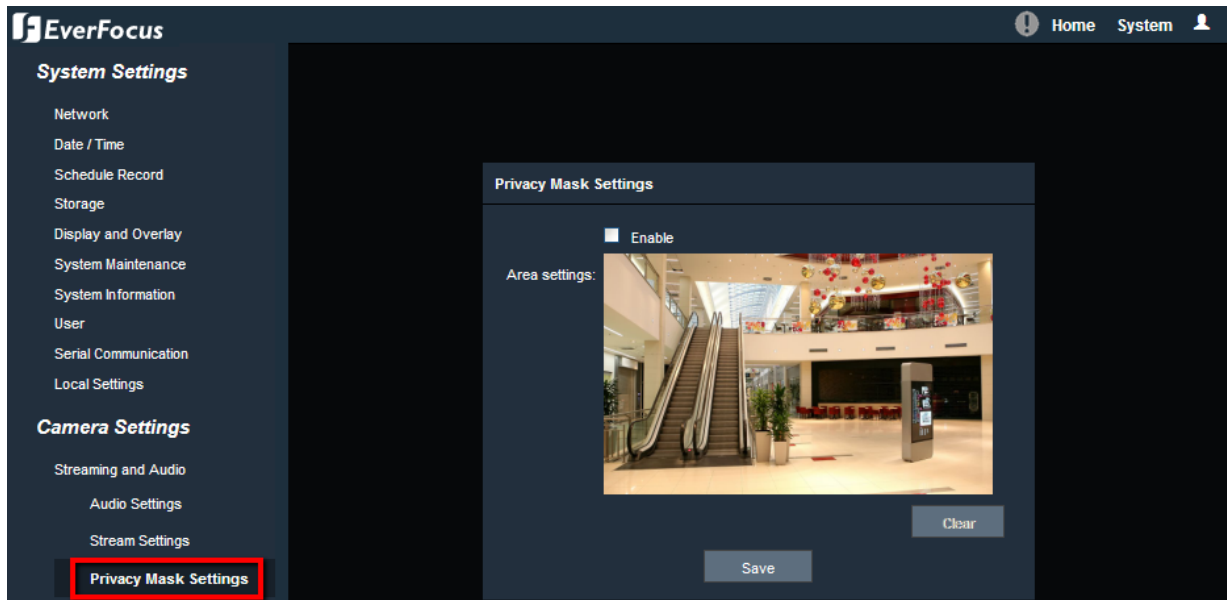 EverFocus
Home System
System Settings
Network
Date / Time
Schedule Record
Storage
Display and Overlay
System Maintenance
System Information
User
Serial Communication
Local Settings
Camera Settings
Streaming and Audio
Audio Settings
Stream Settings
Privacy Mask Settings
Privacy Mask Settings
Enable
Area settings:
Clear
Save